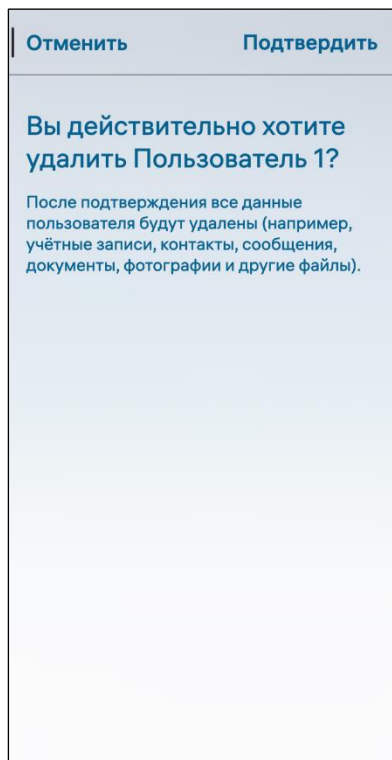 Отменить Подтвердить
Вы действительно хотите
удалить Пользователь 1?
После подтверждения все данные
пользователя будут удалены (например,
учётные записи, контакты, сообщения,
документы, фотографии и другие файлы).